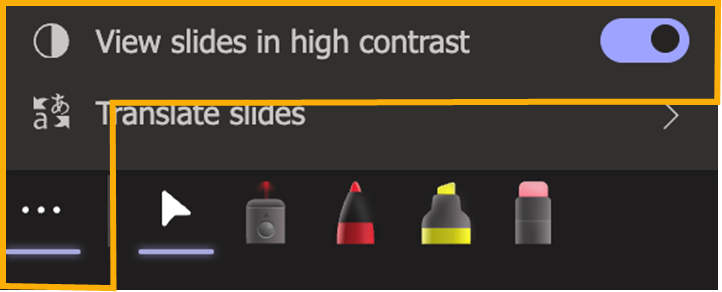 View slides in high contrast
Translate slides